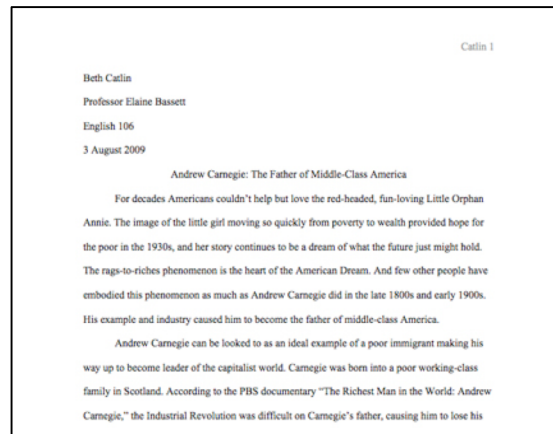 Catlin 1
Beth Catlin
Professor Elaine Bassett
English 106
3 August 2009
Andrew Carnegie: The Father of Middle-Class America
For decades Americans couldn't help but love the red-headed, fun-loving Little Orphan
Annie. The image of the little girl moving so quickly from poverty to wealth provided hope for
the poor in the 1930s, and her story continues to be a dream of what the future just might hold.
The rags-to-riches phenomenon is the heart of the American Dream. And few other people have
embodied this phenomenon as much as Andrew Carnegie did in the late 1800s and early 1900s.
His example and industry caused him to become the father of middle-class America.
Andrew Carnegie can be looked to as an ideal example of a poor immigrant making his
way up to become leader of the capitalist world. Carnegie was born into a poor working-class
family in Scotland. According to the PBS documentary “The Richest Man in the World: Andrew
Carnegie,” the Industrial Revolution was difficult on Carnegie's father, causing him to lose his